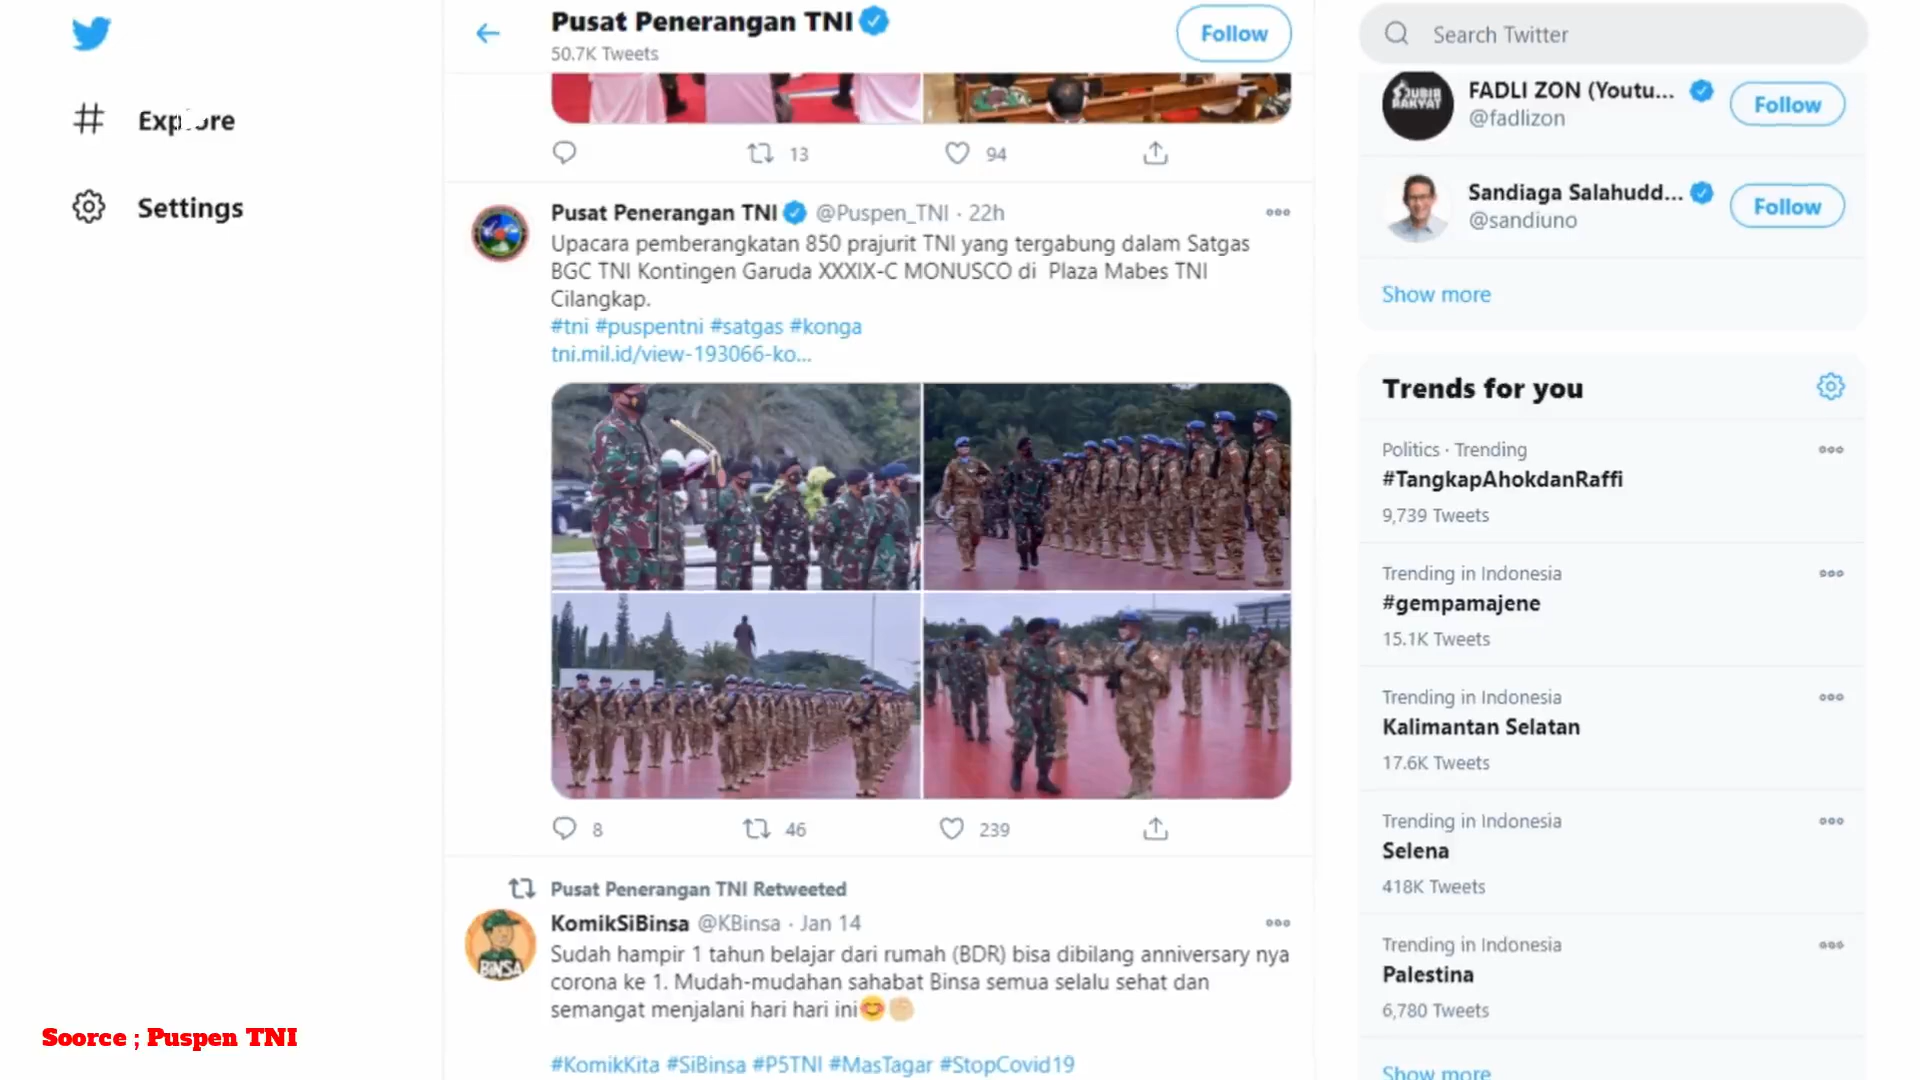 Explore
Settings
Pusat Penerangan TNI
50.7K Tweets
Follow
13
94
Pusat Penerangan TNI @Puspen_TNI · 22h
Upacara pemberangkatan 850 prajurit TNI yang tergabung dalam Satgas
BGC TNI Kontingen Garuda XXXIX-C MONUSCO di Plaza Mabes TNI
Cilangkap.
#tni #puspentni #satgas #konga
tni.mil.id/view-193066-ko...
8
46
239
Pusat Penerangan TNI Retweeted
KomikSiBinsa @KBinsa · Jan 14
Sudah hampir 1 tahun belajar dari rumah (BDR) bisa dibilang anniversary nya
corona ke 1. Mudah-mudahan sahabat Binsa semua selalu sehat dan
semangat menjalani hari hari ini😊✊🏼
BINSA
#KomikKita #SiBinsa #P5TNI #MasTagar #StopCovid19
Search Twitter
JUBIR
RAKYAT
FADLI ZON (Youtu...
@fadlizon
Follow
Sandiaga Salahudd...
@sandiuno
Follow
Show more
Trends for you
Politics · Trending
#TangkapAhokdanRaffi
9,739 Tweets
Trending in Indonesia
#gempamajene
15.1K Tweets
Trending in Indonesia
Kalimantan Selatan
17.6K Tweets
Trending in Indonesia
Selena
418K Tweets
Trending in Indonesia
Palestina
6,780 Tweets
Show more
Soorce ; Puspen TNI